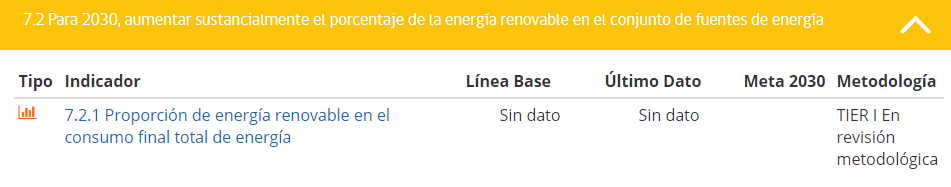 7.2 Para 2030, aumentar sustancialmente el porcentaje de la energía renovable en el conjunto de fuentes de energía
Tipo Indicador Línea Base Último Dato Meta 2030 Metodología
7.2.1 Proporción de energía renovable en el Sin dato Sin dato TIER I En
consumo final total de energía revisión
metodológica